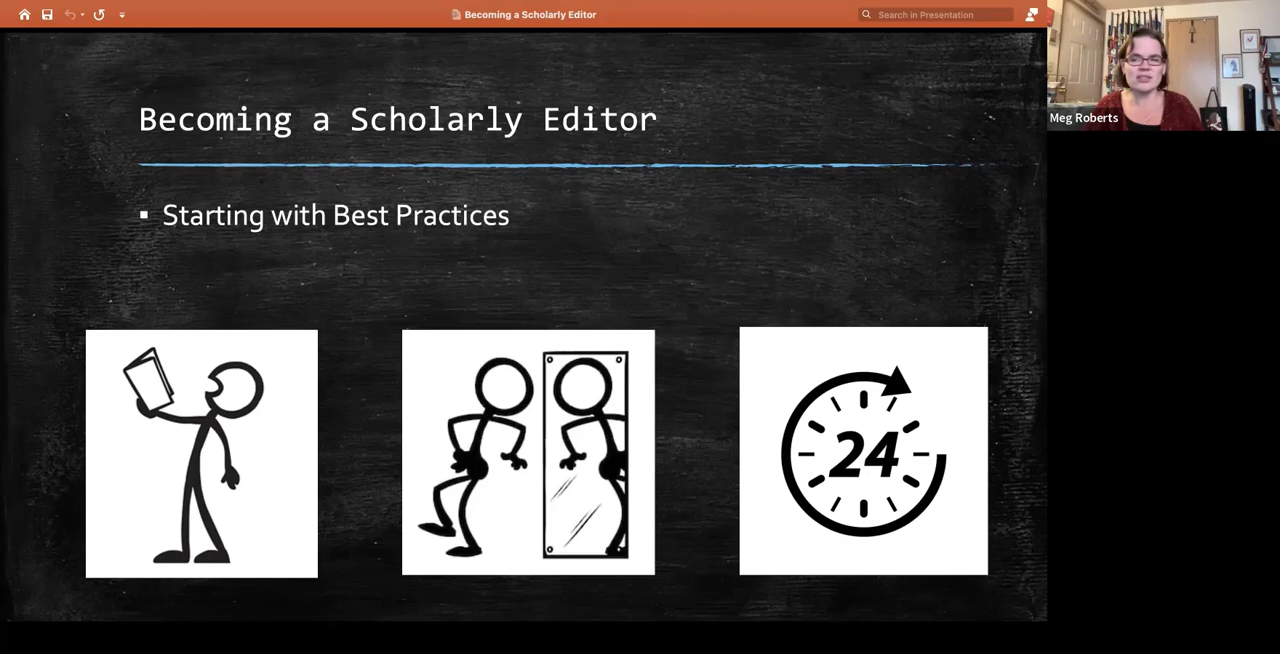 Becoming a Scholarly Editor
Search in Presentation
Becoming a Scholarly Editor
▪ Starting with Best Practices
24
Meg Roberts